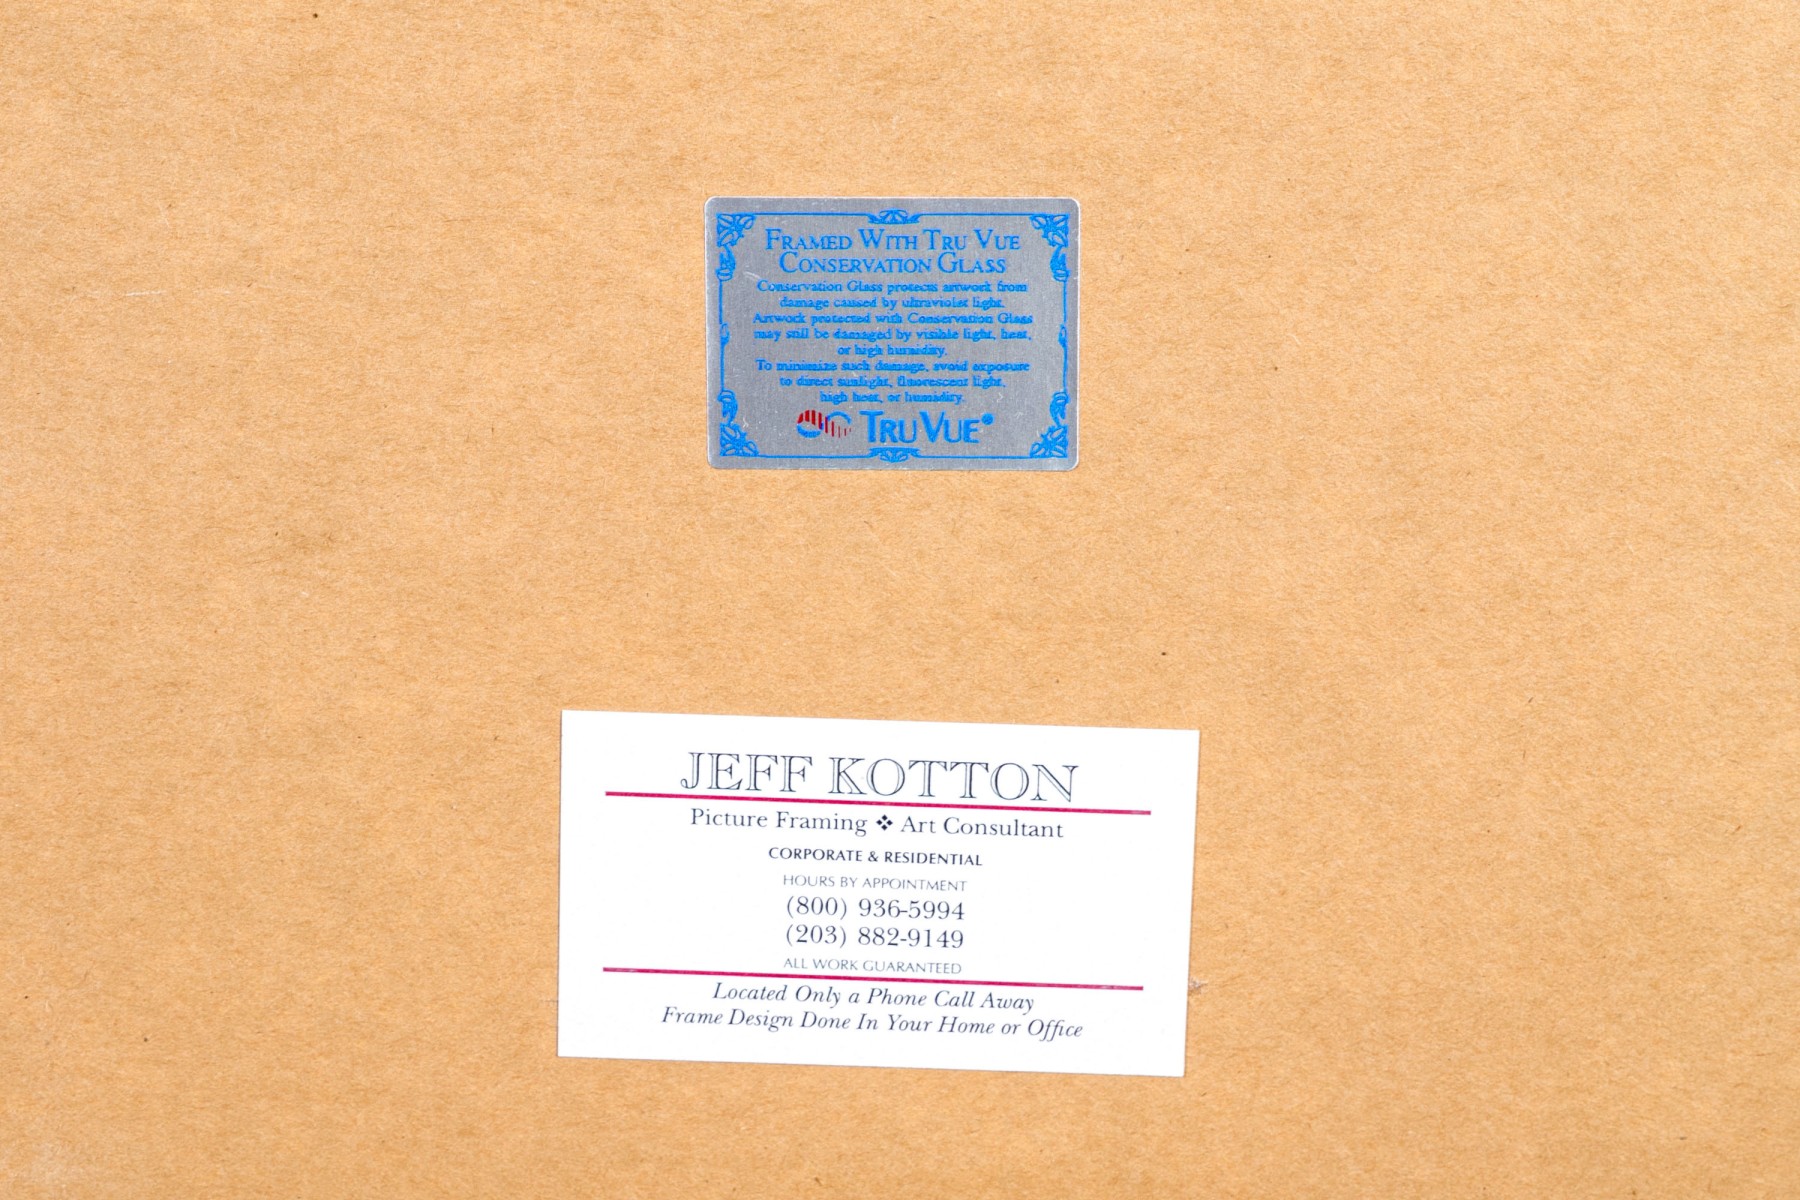 FRAMED WITH TRU VUE
CONSERVATION GLASS
Conservation Glass protects artwork from
damage caused by ultraviolet light.
Artwork protected with Conservation Glass
may still be damaged by visible light, heat,
or high humidity.
To minimize such damage, avoid exposure
to direct sunlight, fluorescent light,
high heat, or humidity.
TRU VUE
JEFF KOTTON
Picture Framing ❖ Art Consultant
CORPORATE & RESIDENTIAL
HOURS BY APPOINTMENT
(800) 936-5994
(203) 882-9149
ALL WORK GUARANTEED
Located Only a Phone Call Away
Frame Design Done In Your Home or Office